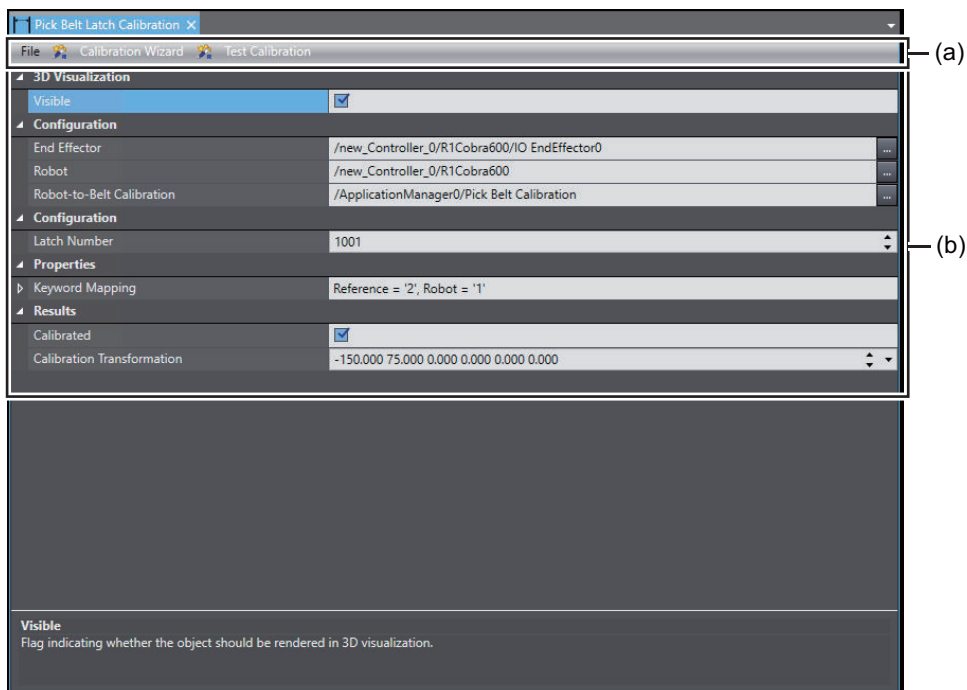 Pick Belt Latch Calibration
File Calibration Wizard Test Calibration
(a)
3D Visualization
Visible
Configuration
End Effector /new_Controller_0/R1Cobra600/IO EndEffector0 ...
Robot /new_Controller_0/R1Cobra600 ...
Robot-to-Belt Calibration /ApplicationManager0/Pick Belt Calibration ...
Configuration
Latch Number 1001
(b)
Properties
Keyword Mapping Reference = '2', Robot = '1'
Results
Calibrated
Calibration Transformation -150.000 75.000 0.000 0.000 0.000 0.000
Visible
Flag indicating whether the object should be rendered in 3D visualization.